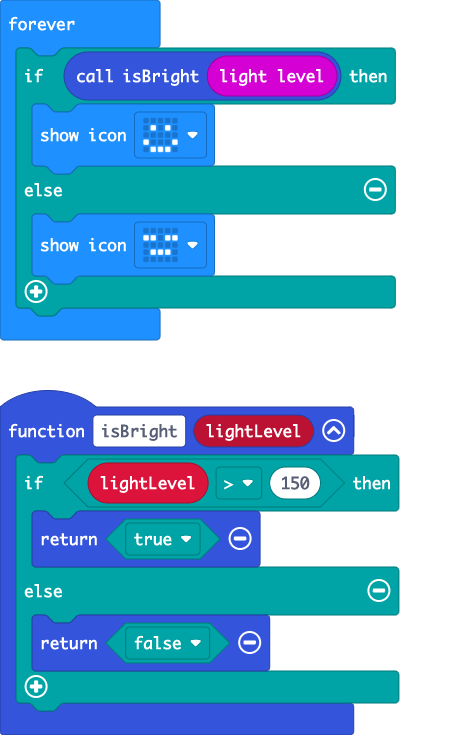 forever
if call isBright light level then
show icon
else
show icon
function isBright lightLevel
if lightLevel > 150 then
return true
else
return false